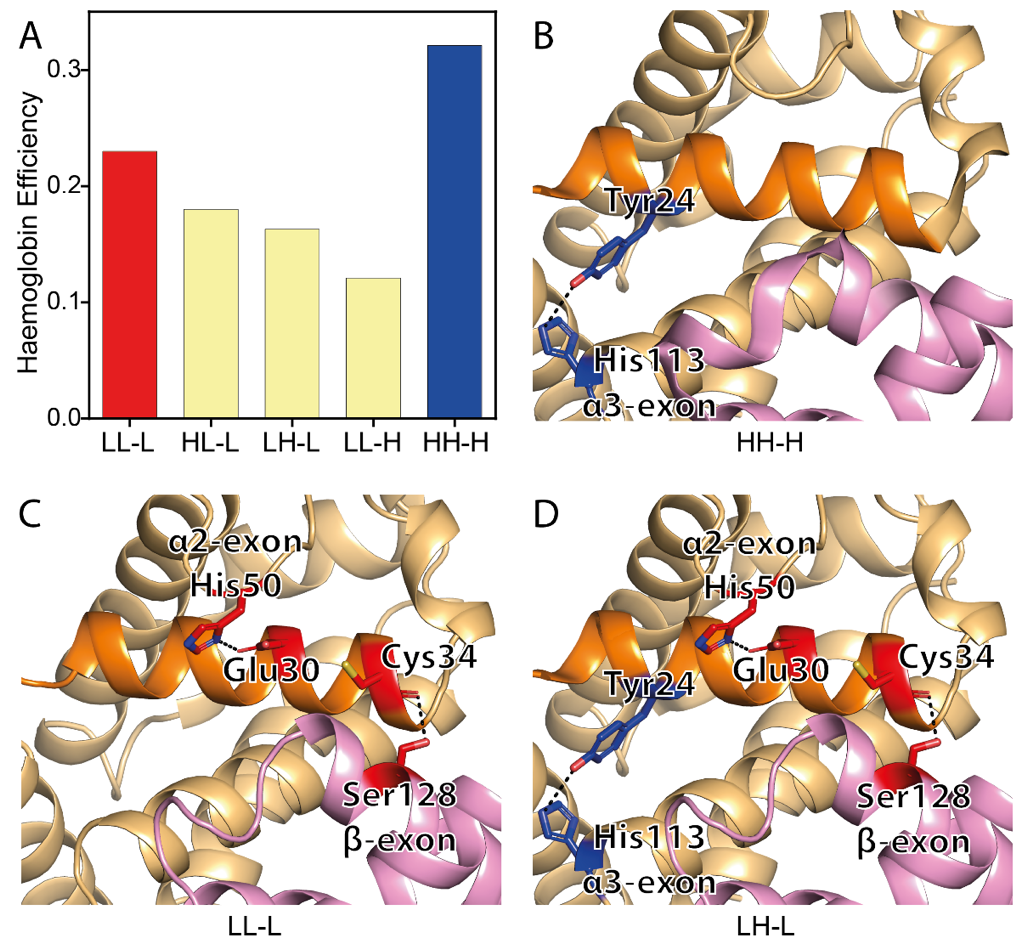 A
Haemoglobin Efficiency
0.3
0.2
0.1
0.0
LL-L HL-L LH-L LL-H HH-H
B
Tyr24
His113
α3-exon
HH-H
C
α2-exon
His50
Glu30
Cys34
Ser128
β-exon
LL-L
D
α2-exon
His50
Glu30
Cys34
Tyr24
Ser128
His113
β-exon
α3-exon
LH-L